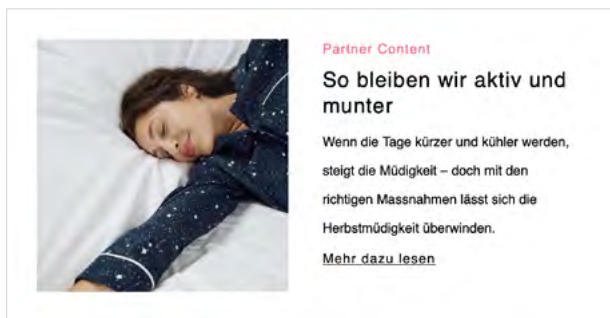 Partner Content
So bleiben wir aktiv und
munter
Wenn die Tage kürzer und kühler werden,
steigt die Müdigkeit – doch mit den
richtigen Massnahmen lässt sich die
Herbstmüdigkeit überwinden.
Mehr dazu lesen